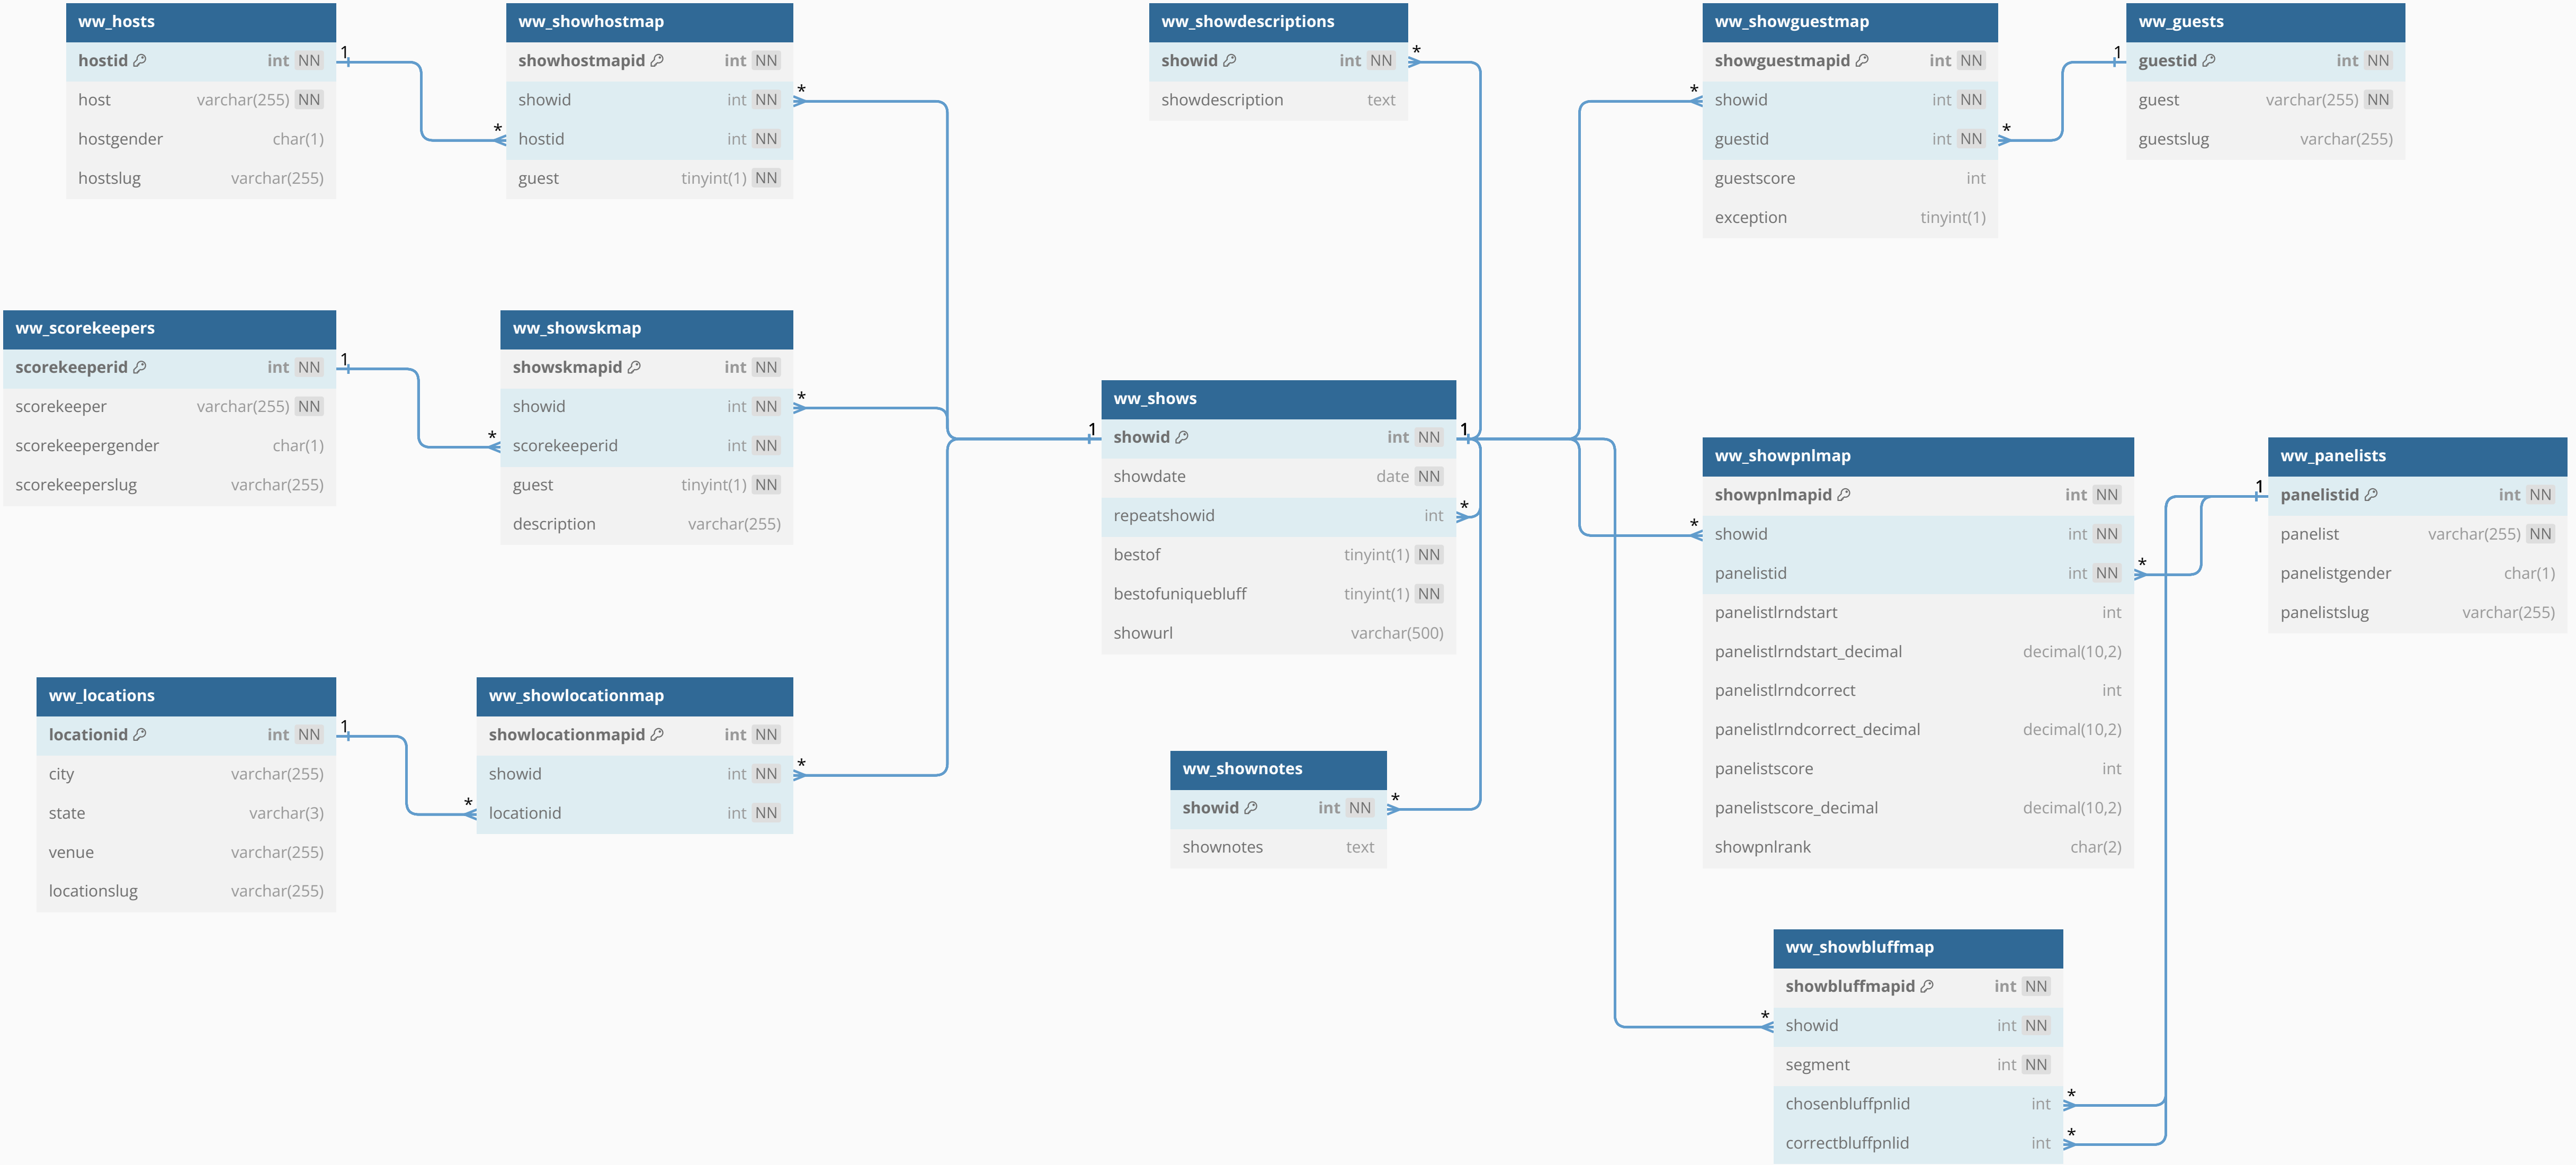 ww_hosts
hostid int NN
host varchar(255) NN
hostgender char(1)
hostslug varchar(255)
1
*
ww_showhostmap
showhostmapid int NN
showid int NN
hostid int NN
guest tinyint(1) NN
*
ww_showdescriptions
showid int NN
showdescription text
*
ww_showguestmap
showguestmapid int NN
showid int NN
guestid int NN
guestscore int
exception tinyint(1)
*
*
ww_guests
guestid int NN
guest varchar(255) NN
guestslug varchar(255)
1
ww_scorekeepers
scorekeeperid int NN
scorekeeper varchar(255) NN
scorekeepergender char(1)
scorekeeperslug varchar(255)
1
*
ww_showskmap
showskmapid int NN
showid int NN
scorekeeperid int NN
guest tinyint(1) NN
description varchar(255)
*
ww_shows
showid int NN
showdate date NN
repeatshowid int
bestof tinyint(1) NN
bestofuniquebluff tinyint(1) NN
showurl varchar(500)
1
1
*
ww_showpnlmap
showpnlmapid int NN
showid int NN
panelistid int NN
panelistlrndstart int
panelistlrndstart_decimal decimal(10,2)
panelistlrndcorrect int
panelistlrndcorrect_decimal decimal(10,2)
panelistscore int
panelistscore_decimal decimal(10,2)
showpnlrank char(2)
*
*
ww_panelists
panelistid int NN
panelist varchar(255) NN
panelistgender char(1)
panelistslug varchar(255)
1
ww_locations
locationid int NN
city varchar(255)
state varchar(3)
venue varchar(255)
locationslug varchar(255)
1
*
ww_showlocationmap
showlocationmapid int NN
showid int NN
locationid int NN
*
ww_shownotes
showid int NN
shownotes text
*
ww_showbluffmap
showbluffmapid int NN
showid int NN
segment int NN
chosenbluffpnlid int
correctbluffpnlid int
*
*
*